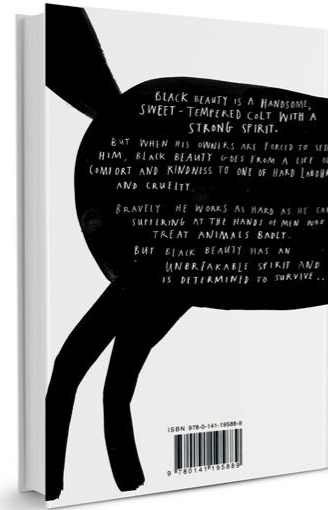 BLACK BEAUTY IS A HANDSOME,
SWEET-TEMPERED COLT WITH A
STRONG SPIRIT.
BUT WHEN HIS OWNERS ARE FORCED TO
HIM, BLACK BEAUTY GOES FROM A LIFE
COMFORT AND KINDNESS TO ONE OF HARD
AND CRUELTY.
BRAVELY HE WORKS AS HARD AS HE
SUFFERING AT THE HANDS OF MEN WHO
TREAT ANIMALS BADLY.
BUT BLACK BEAUTY HAS AN
UNBREAKABLE SPIRIT AND
IS DETERMINED TO SURVIVE...
ISBN 978-0-141-19588-9
9 780141 195889